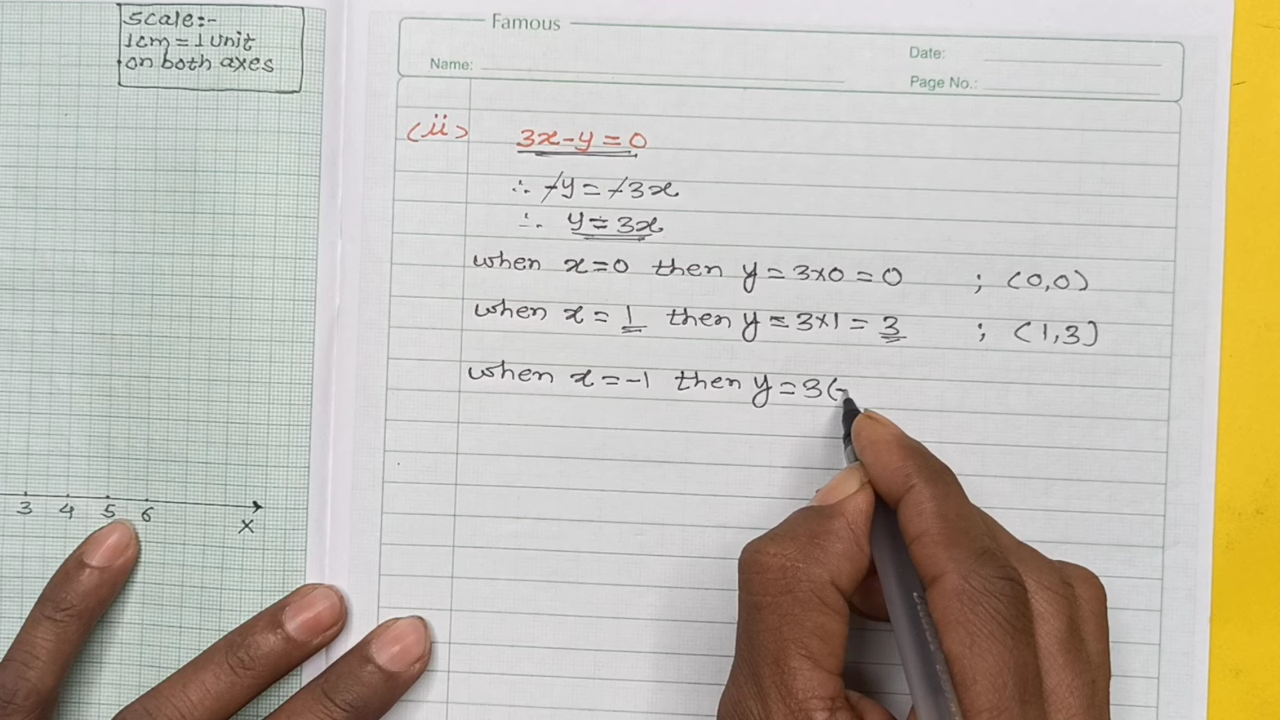 Scale:-
1cm = 1 unit
on both axes
3 4 5 6
X
Famous
Name:
Date:
Page No.:
(ii) 3x-y=0
∴ -y = -3x
∴ y = 3x
when x=0 then y = 3×0 = 0 ; (0,0)
when x = 1 then y = 3×1 = 3 ; (1,3)
when x = -1 then y = 3(-